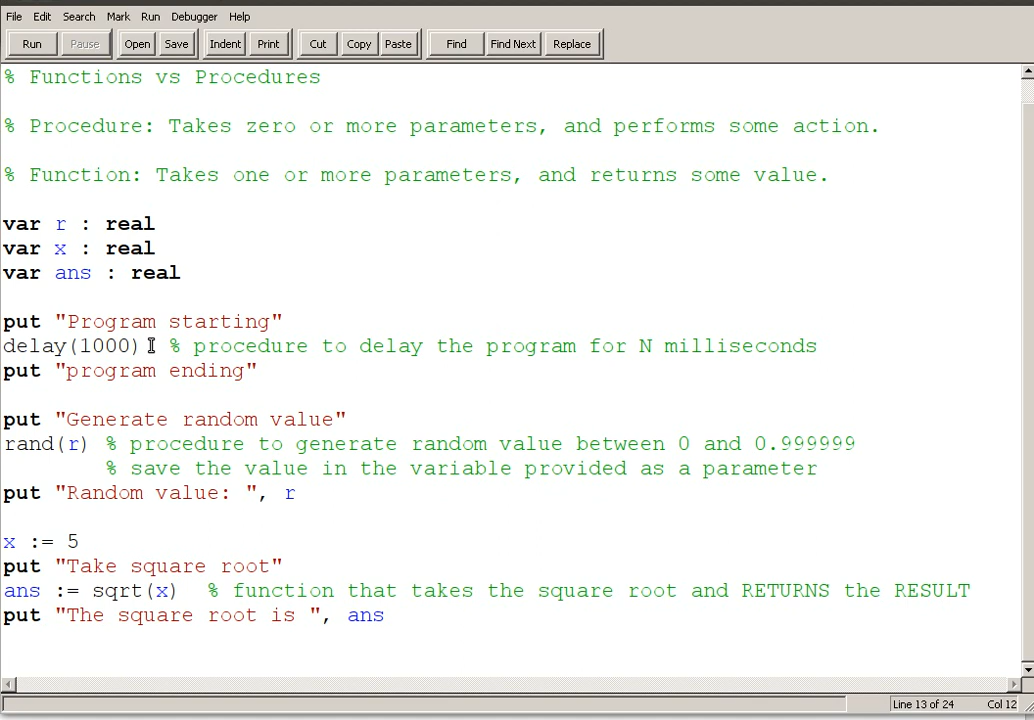 File Edit Search Mark Run Debugger Help
Run Pause Open Save Indent Print Cut Copy Paste Find Find Next Replace
% Functions vs Procedures
% Procedure: Takes zero or more parameters, and performs some action.
% Function: Takes one or more parameters, and returns some value.
var r : real
var x : real
var ans : real
put "Program starting"
delay(1000) % procedure to delay the program for N milliseconds
put "program ending"
put "Generate random value"
rand(r) % procedure to generate random value between 0 and 0.999999
% save the value in the variable provided as a parameter
put "Random value: ", r
x := 5
put "Take square root"
ans := sqrt(x) % function that takes the square root and RETURNS the RESULT
put "The square root is ", ans
Line 13 of 24 Col 12